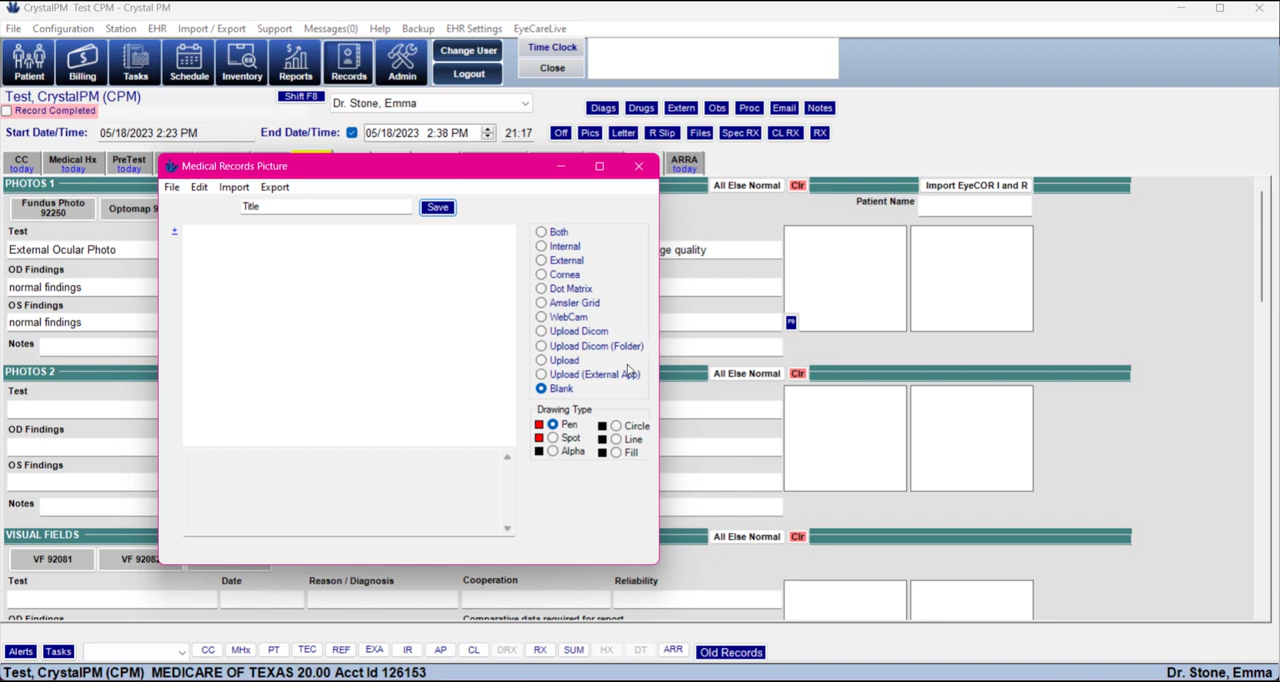 CrystalPM Test CPM - Crystal PM
File Configuration Station EHR Import / Export Support Messages(0) Help Backup EHR Settings EyeCareLive
Patient Billing Tasks Schedule Inventory Reports Records Admin
Change User
Logout
Time Clock
Close
Test, CrystalPM (CPM)
Shift F8
Dr. Stone, Emma
Diags Drugs Extern Obs Proc Email Notes
Record Completed
Start Date/Time: 05/18/2023 2:23 PM End Date/Time: 05/18/2023 2:38 PM 21:17 Off Pics Letter R Slip Files Spec RX CL RX RX
CC today
Medical Hx today
PreTest today
ARRA today
Medical Records Picture
File Edit Import Export
Title Save
±
Both
Internal
External
Cornea
Dot Matrix
Amsler Grid
WebCam
Upload Dicom
Upload Dicom (Folder)
Upload
Upload (External App)
Blank
Drawing Type
Pen Circle
Spot Line
Alpha Fill
PHOTOS 1 All Else Normal Clr Import EyeCOR I and R
Fundus Photo 92250
Optomap 9
Patient Name
Test
External Ocular Photo
ge quality
OD Findings
normal findings
OS Findings
normal findings
Notes
PHOTOS 2 All Else Normal Clr
Test
OD Findings
OS Findings
Notes
VISUAL FIELDS All Else Normal Clr
VF 92081 VF 92082
Test Date Reason / Diagnosis Cooperation Reliability
OD Findings Comparative data required for report
Alerts Tasks CC MHx PT TEC REF EXA IR AP CL DRX RX SUM HX DT ARR Old Records
Test, CrystalPM (CPM) MEDICARE OF TEXAS 20.00 Acct Id 126153 Dr. Stone, Emma